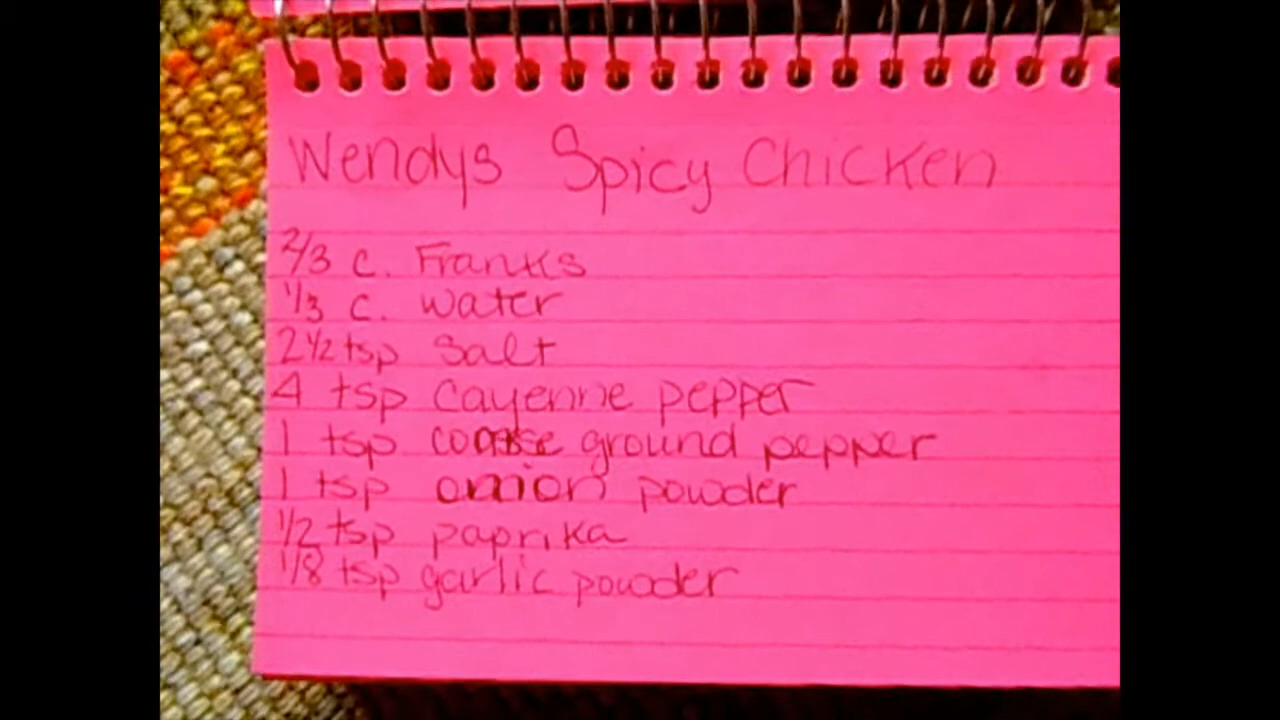 Wendys Spicy Chicken
2/3 c. Franks
1/3 c. water
2 1/2 tsp salt
4 tsp cayenne pepper
1 tsp coarse ground pepper
1 tsp onion powder
1/2 tsp paprika
1/8 tsp garlic powder